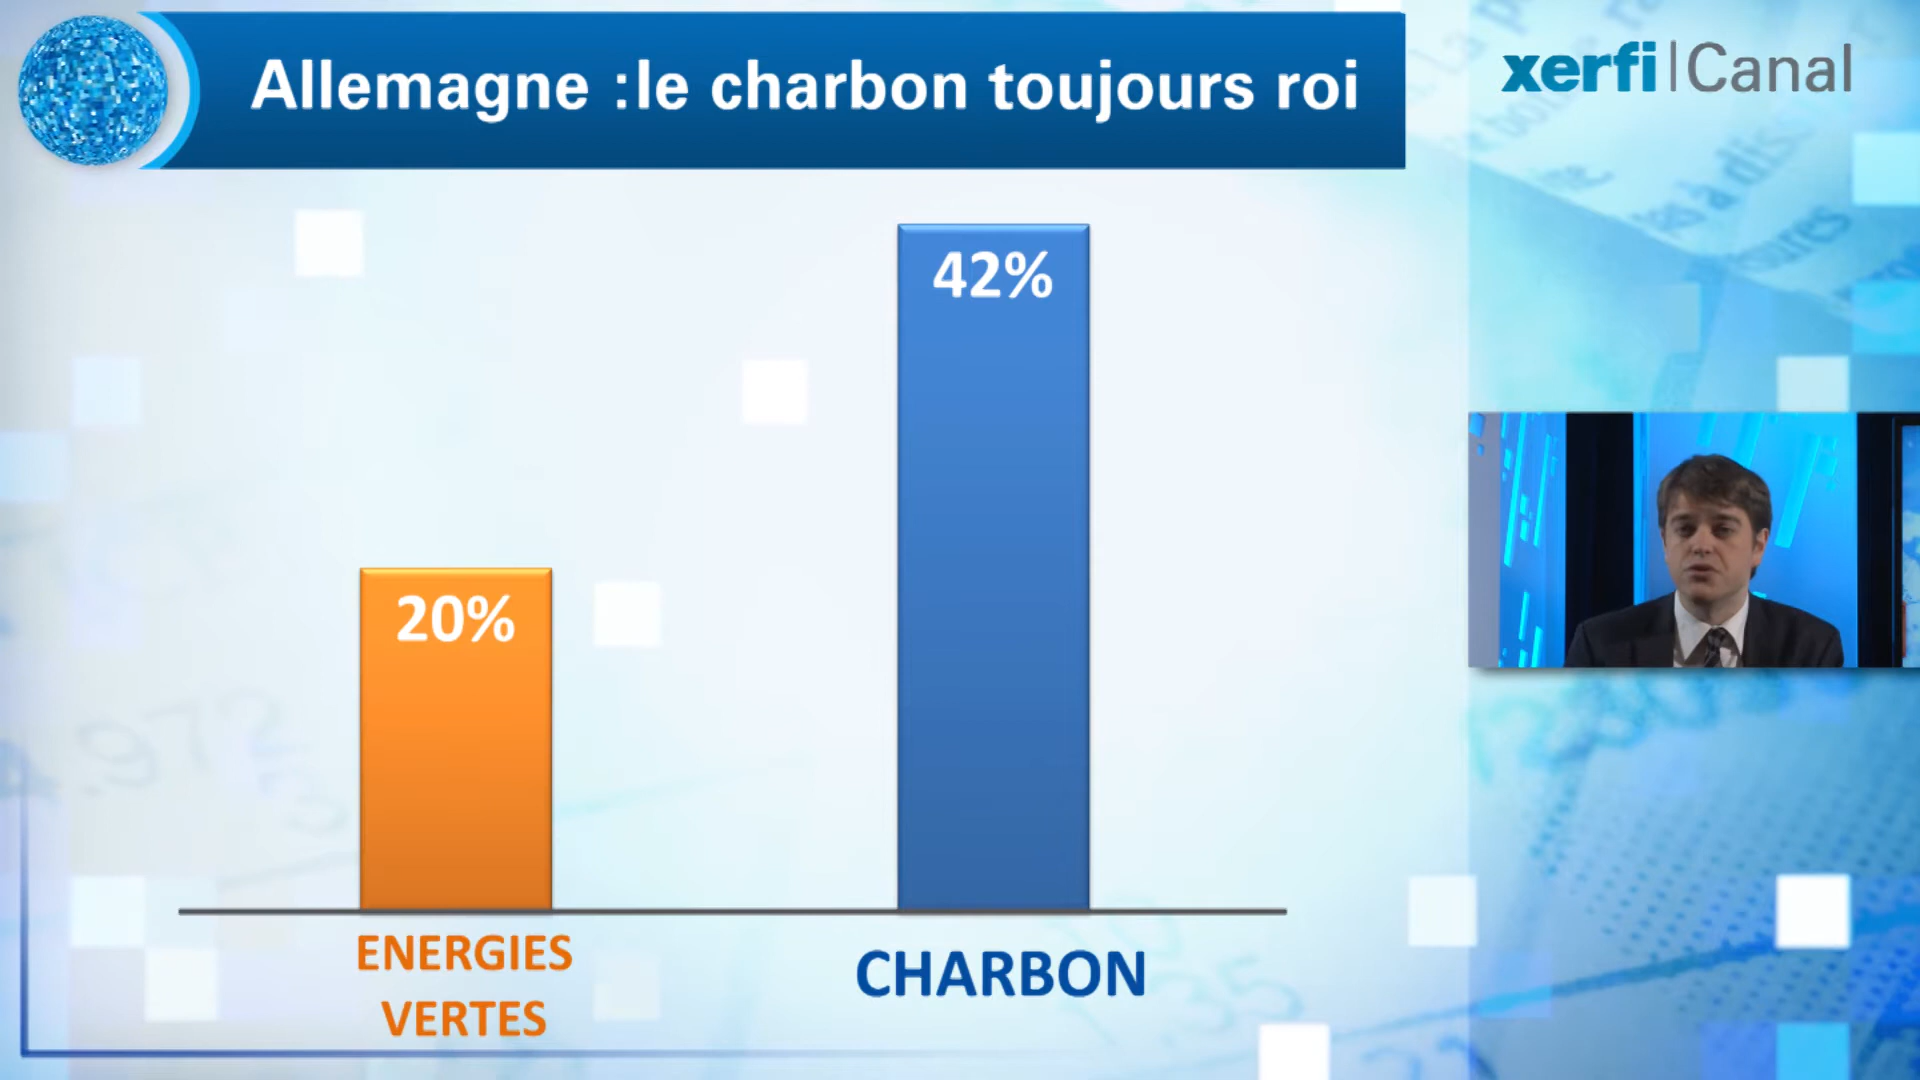 Allemagne :le charbon toujours roi
xerfi|Canal
42%
20%
ENERGIES
VERTES
CHARBON